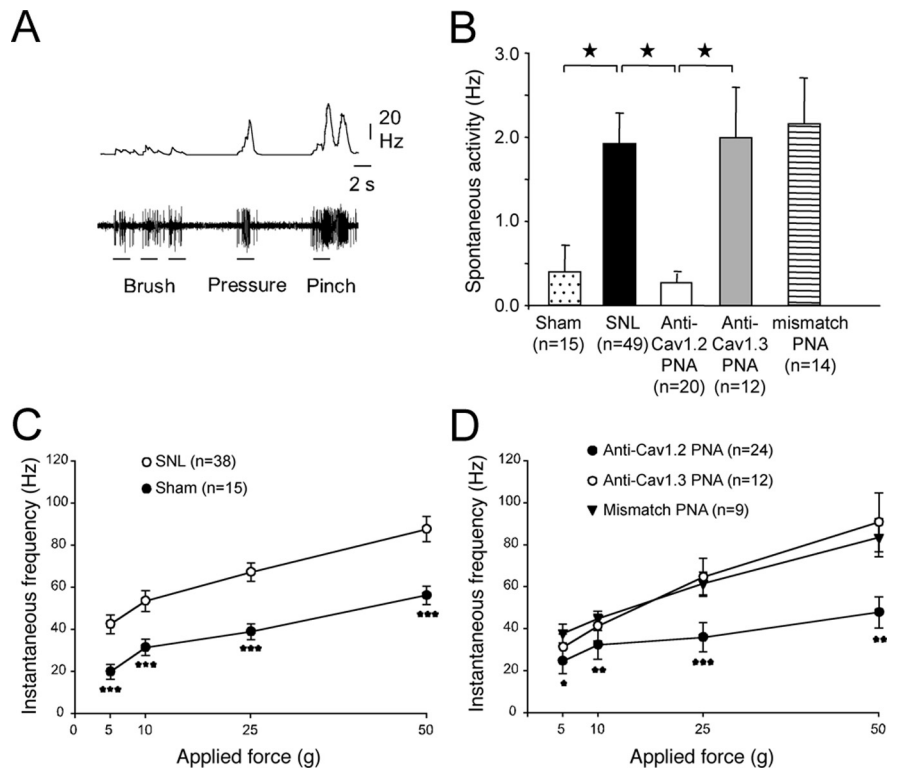 A
20
Hz
2 s
Brush Pressure Pinch
B
Spontaneous activity (Hz)
3.0
2.0
1.0
0.0
Sham
(n=15)
SNL
(n=49)
Anti-
Cav1.2
PNA
(n=20)
Anti-
Cav1.3
PNA
(n=12)
mismatch
PNA
(n=14)
★ ★ ★
C
Instantaneous frequency (Hz)
120
100
80
60
40
20
0
SNL (n=38)
Sham (n=15)
***
***
***
***
0 5 10 25 50
Applied force (g)
D
Instantaneous frequency (Hz)
120
100
80
60
40
20
0
Anti-Cav1.2 PNA (n=24)
Anti-Cav1.3 PNA (n=12)
Mismatch PNA (n=9)
*
**
***
**
0 5 10 25 50
Applied force (g)